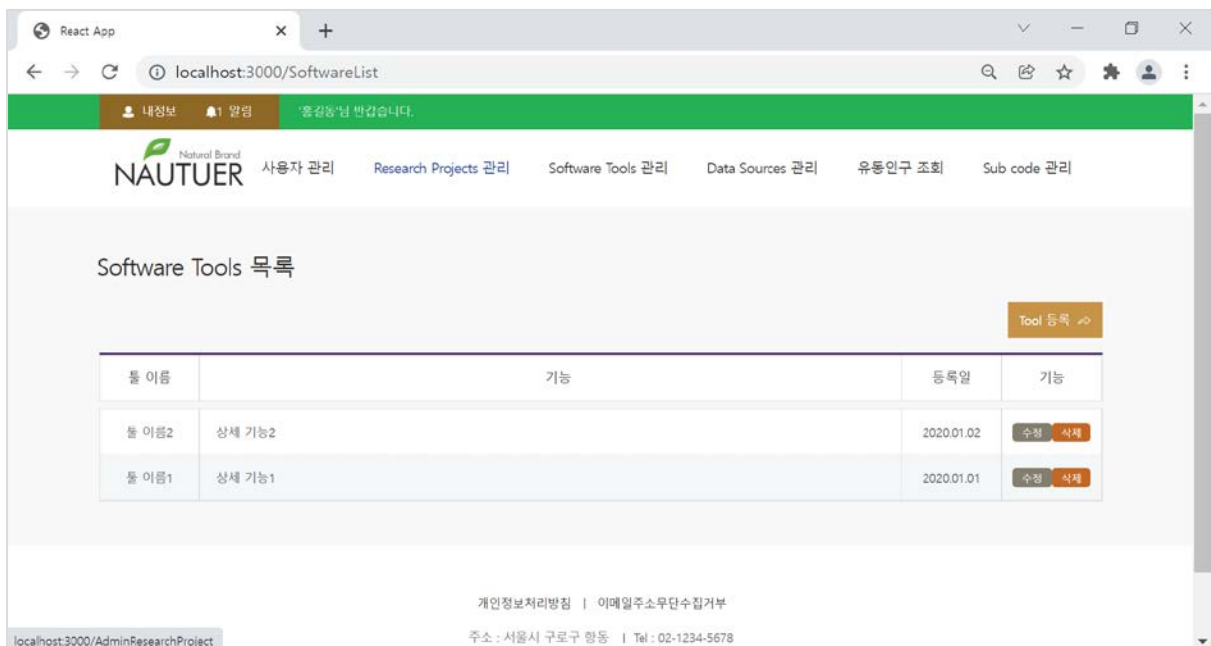 React App
localhost:3000/SoftwareList
내정보 1 알림 '홍길동'님 반갑습니다.
Natural Brand
NAUTUER 사용자 관리 Research Projects 관리 Software Tools 관리 Data Sources 관리 유동인구 조회 Sub code 관리
Software Tools 목록
Tool 등록
툴 이름 기능 등록일 기능
툴 이름2 상세 기능2 2020.01.02 수정 삭제
툴 이름1 상세 기능1 2020.01.01 수정 삭제
개인정보처리방침 | 이메일주소무단수집거부
주소 : 서울시 구로구 항동 | Tel : 02-1234-5678
localhost:3000/AdminResearchProject